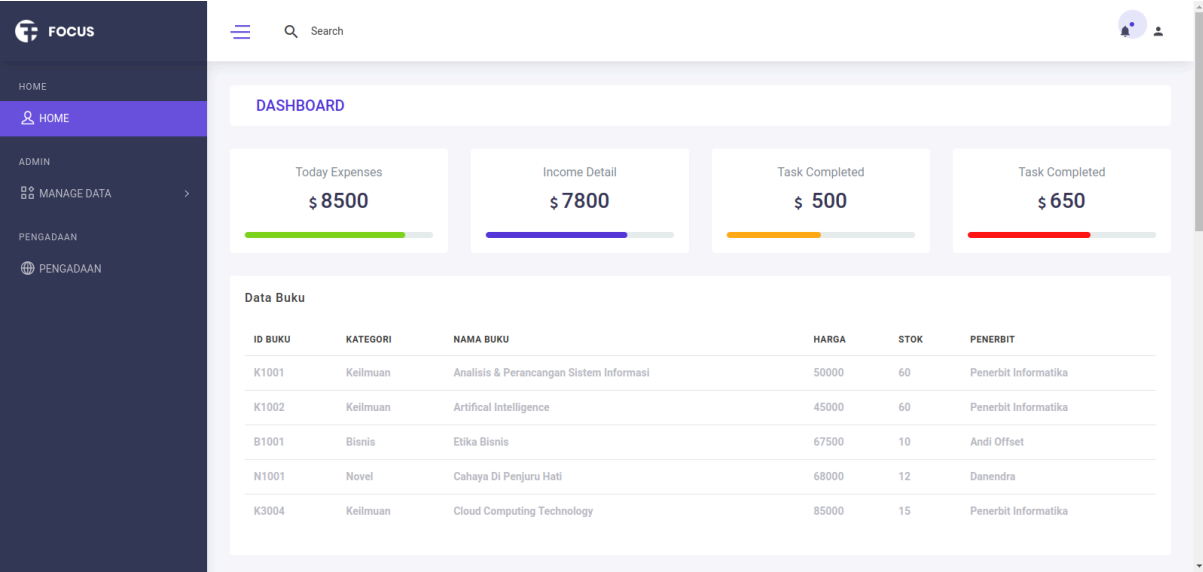 FOCUS
Search
HOME
HOME
ADMIN
MANAGE DATA
PENGADAAN
PENGADAAN
DASHBOARD
Today Expenses Income Detail Task Completed Task Completed
$ 8500 $ 7800 $ 500 $ 650
Data Buku
ID BUKU KATEGORI NAMA BUKU HARGA STOK PENERBIT
K1001 Keilmuan Analisis & Perancangan Sistem Informasi 50000 60 Penerbit Informatika
K1002 Keilmuan Artifical Intelligence 45000 60 Penerbit Informatika
B1001 Bisnis Etika Bisnis 67500 10 Andi Offset
N1001 Novel Cahaya Di Penjuru Hati 68000 12 Danendra
K3004 Keilmuan Cloud Computing Technology 85000 15 Penerbit Informatika